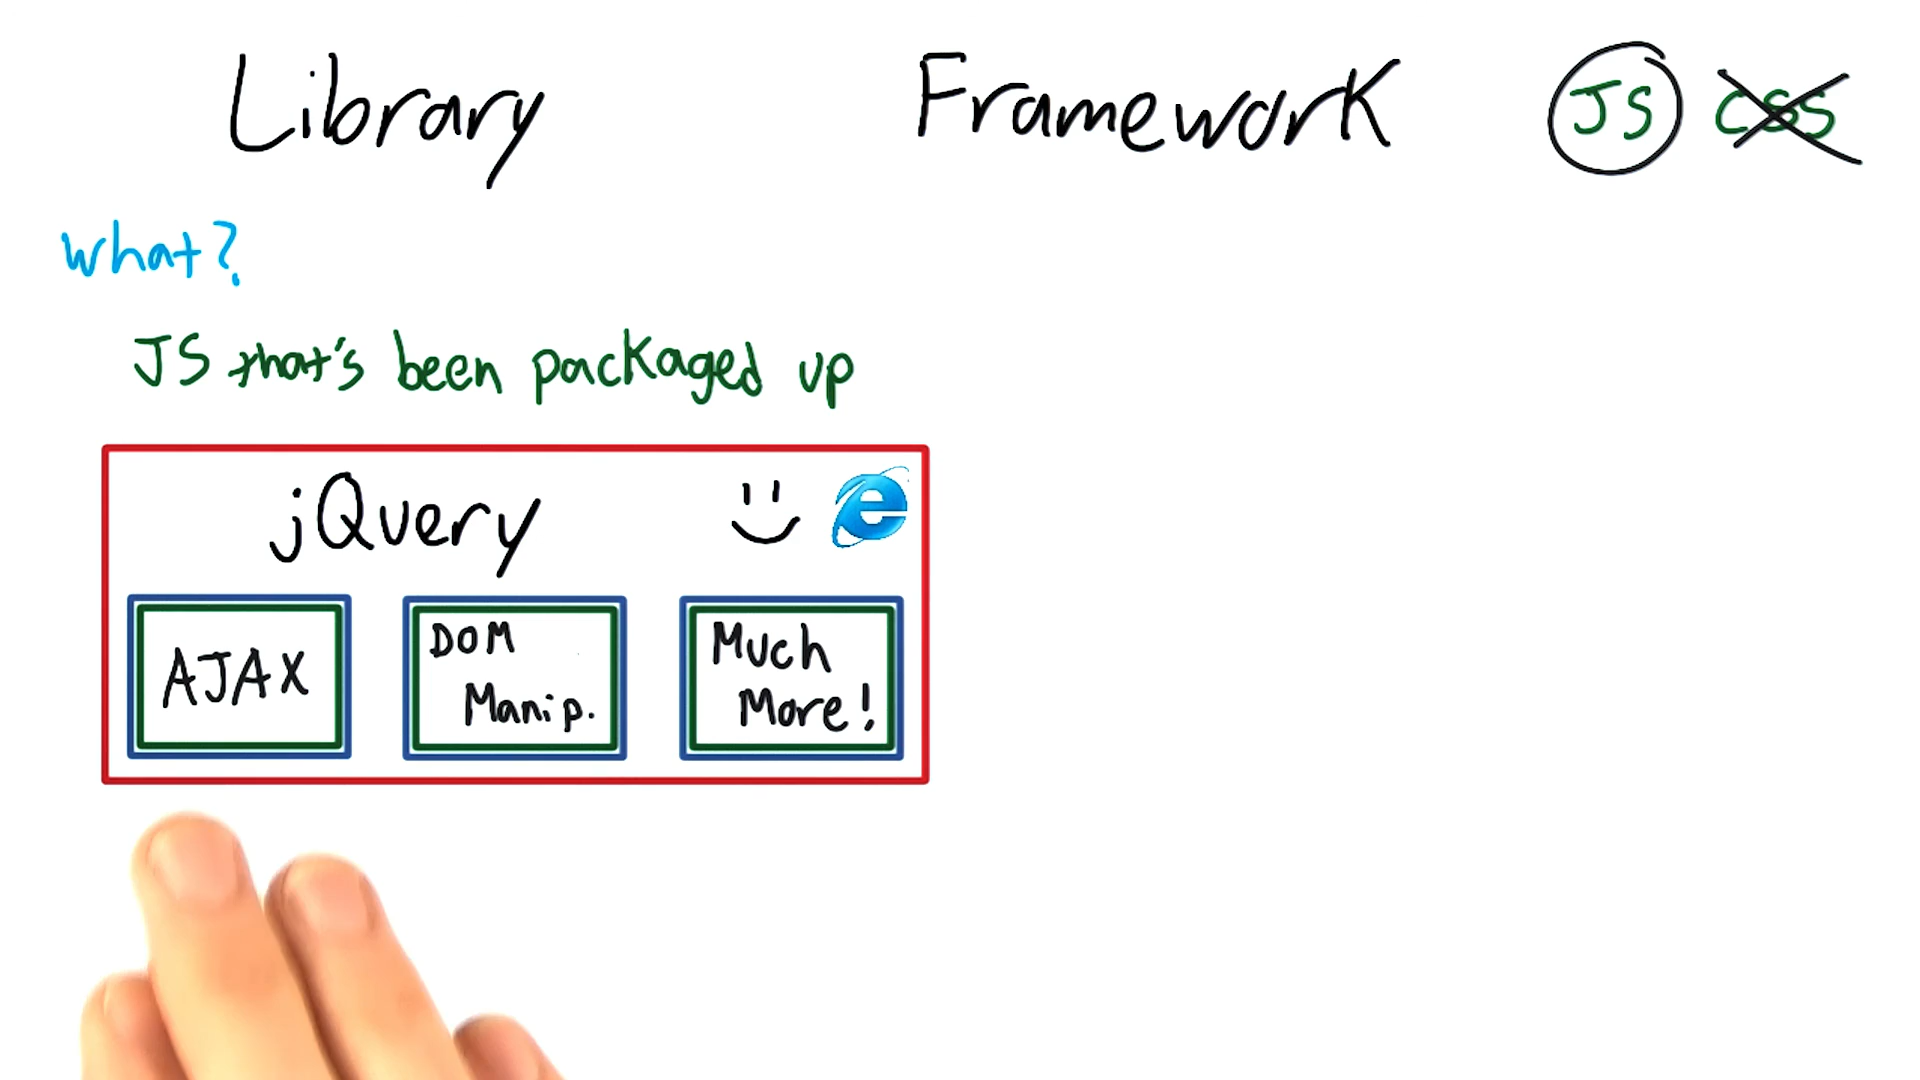 Library
Framework
JS CSS
what?
JS that's been packaged up
jQuery
AJAX
DOM
Manip.
Much
More!